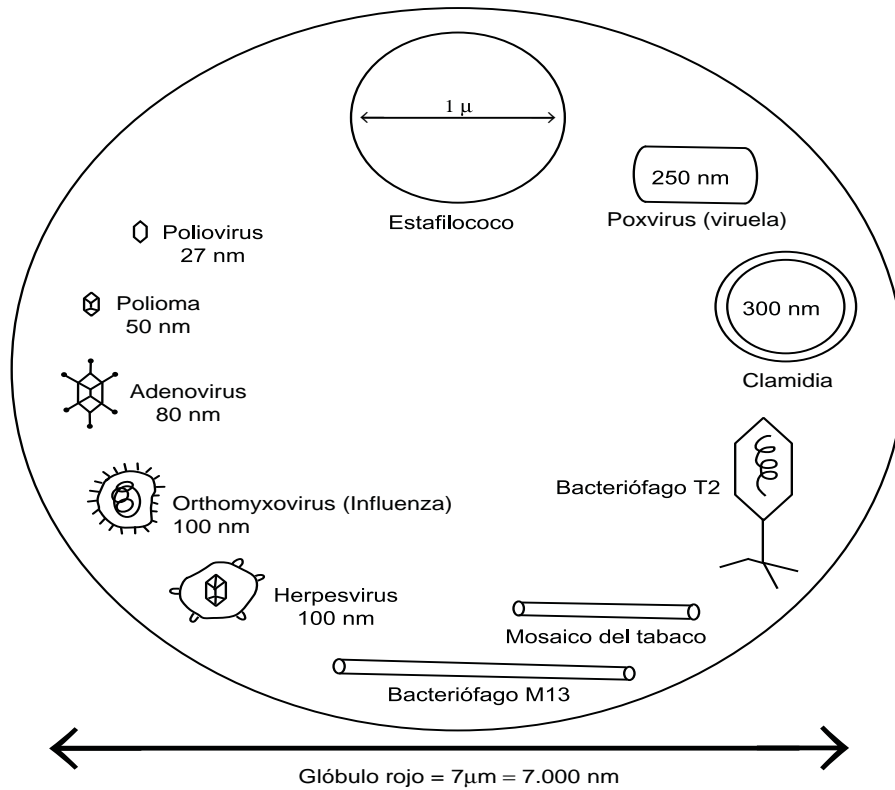 1 μ
Estafilococo
250 nm
Poxvirus (viruela)
Poliovirus
27 nm
Polioma
50 nm
300 nm
Clamidia
Adenovirus
80 nm
Bacteriófago T2
Orthomyxovirus (Influenza)
100 nm
Herpesvirus
100 nm
Mosaico del tabaco
Bacteriófago M13
Glóbulo rojo = 7μm = 7.000 nm